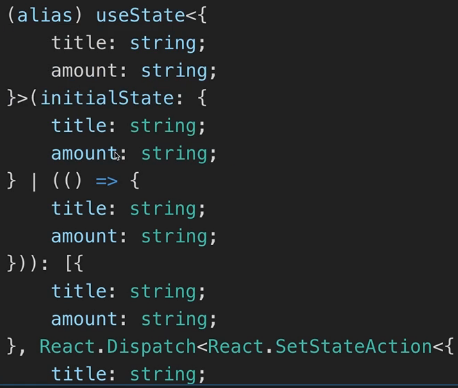 (alias) useState<{
    title: string;
    amount: string;
}>(initialState: {
    title: string;
    amount: string;
} | (() => {
    title: string;
    amount: string;
})): [{
    title: string;
    amount: string;
}, React.Dispatch<React.SetStateAction<{
    title: string;